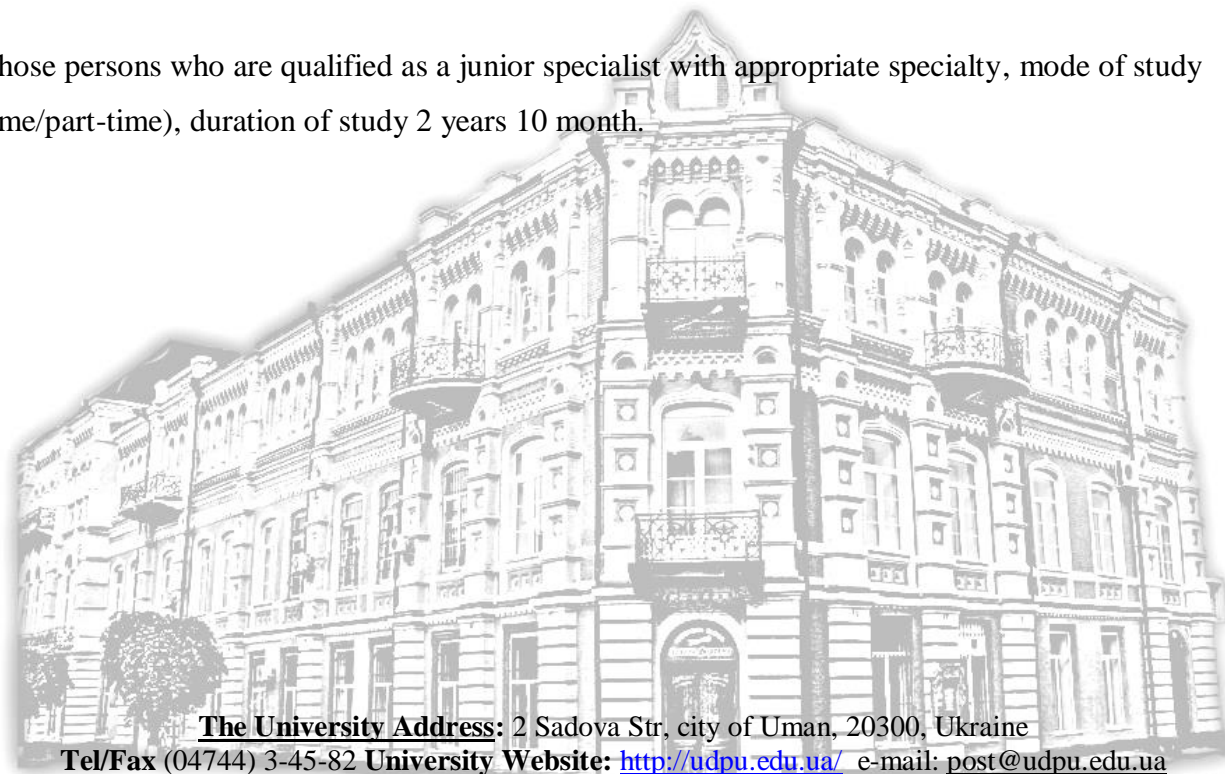 hose persons who are qualified as a junior specialist with appropriate specialty, mode of study
me/part-time), duration of study 2 years 10 month.
The University Address: 2 Sadova Str, city of Uman, 20300, Ukraine
Tel/Fax (04744) 3-45-82 University Website: http://udpu.edu.ua/ e-mail: post@udpu.edu.ua